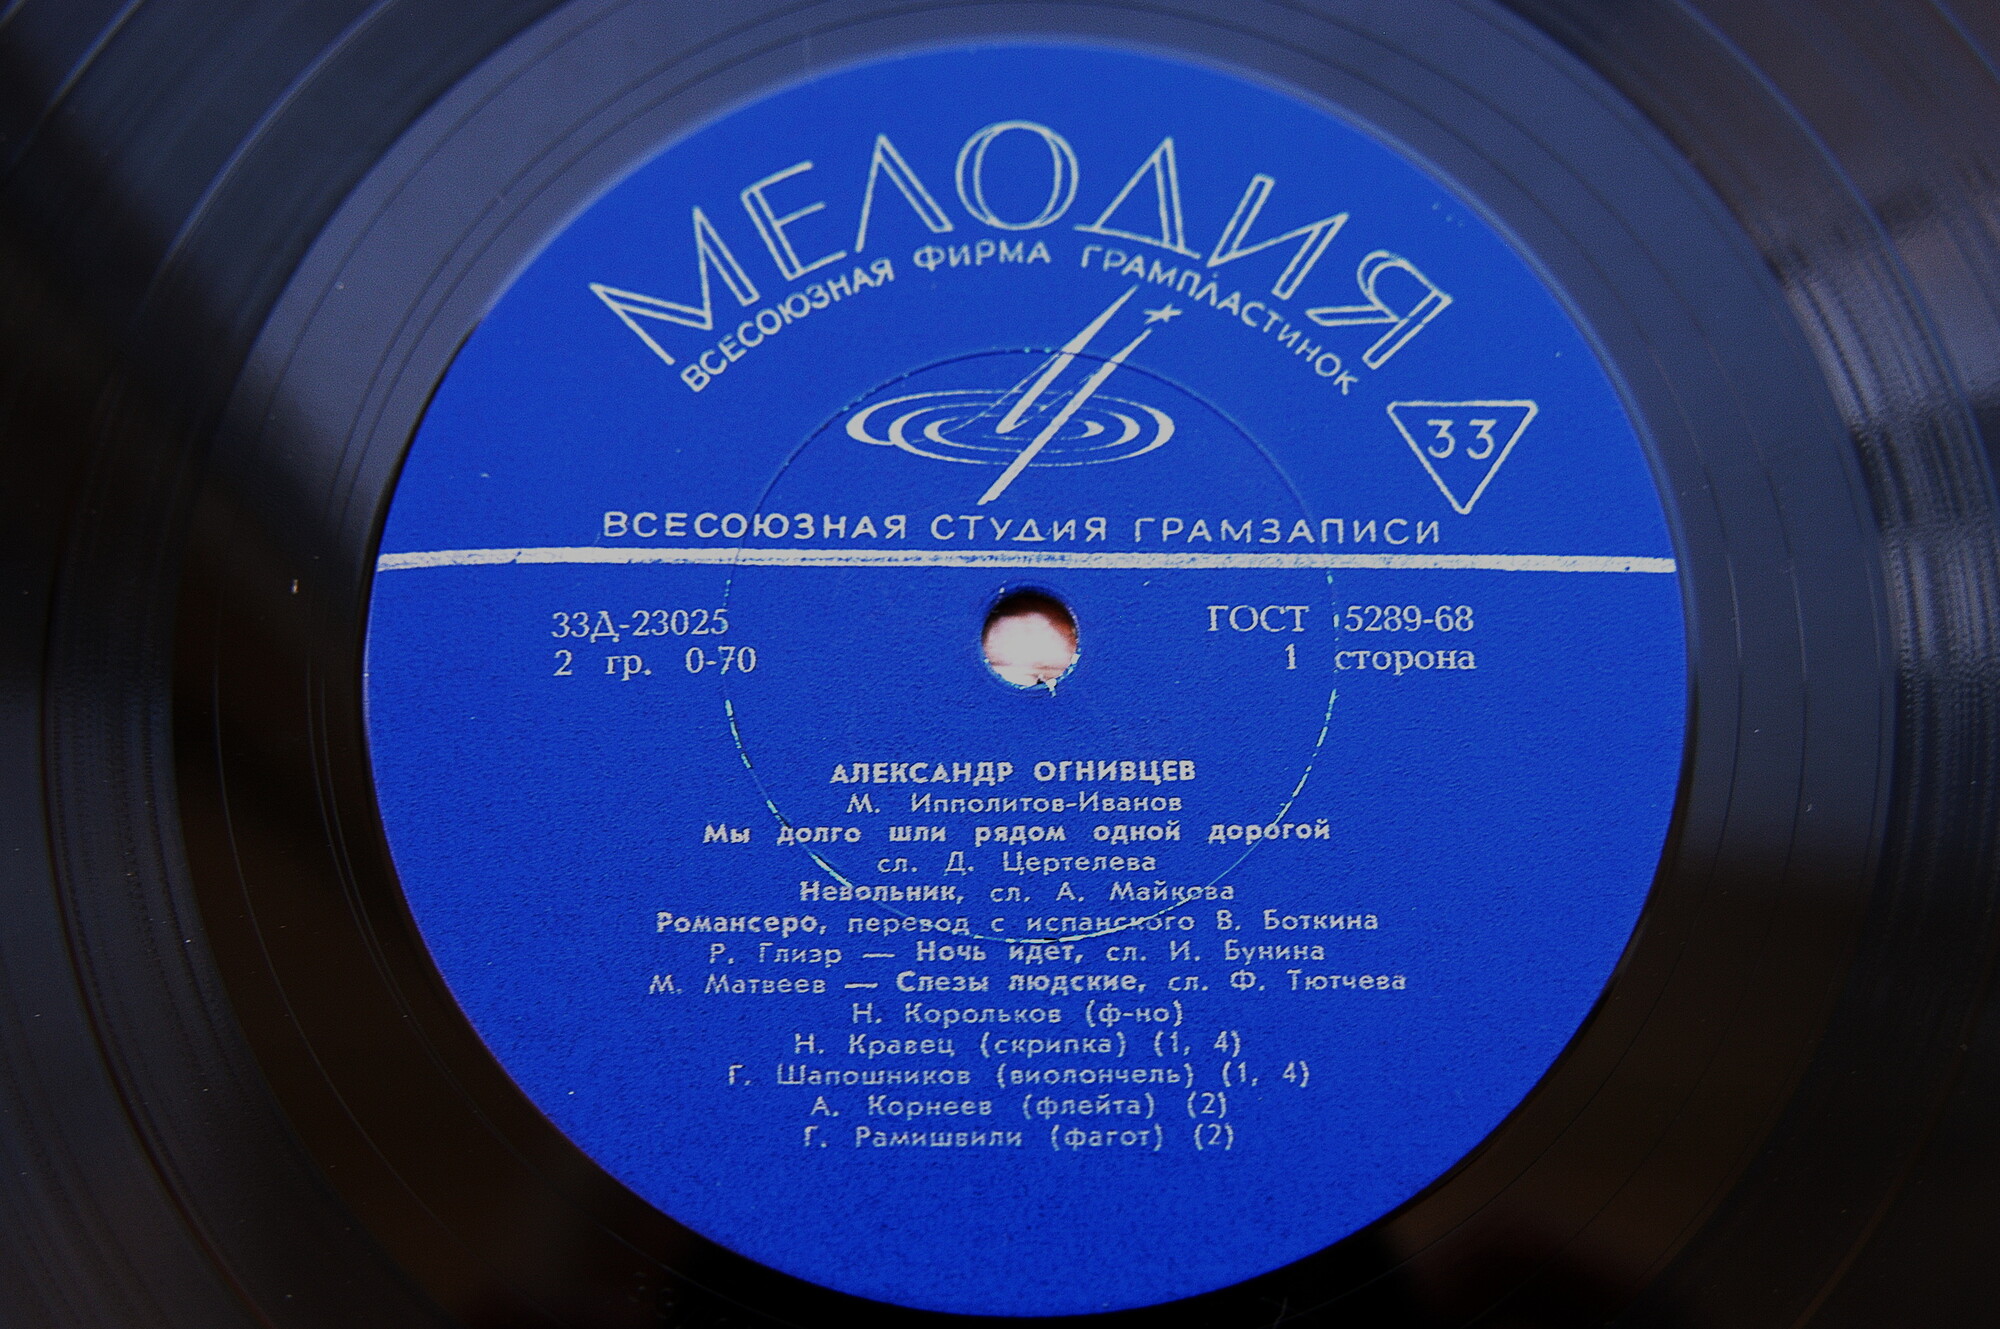 МЕЛОДИЯ
ВСЕСОЮЗНАЯ ФИРМА ГРАМПЛАСТИНОК
33
ВСЕСОЮЗНАЯ СТУДИЯ ГРАМЗАПИСИ
33Д-23025 ГОСТ 5289-68
2 гр. 0-70 1 сторона
АЛЕКСАНДР ОГНИВЦЕВ
М. Ипполитов-Иванов
Мы долго шли рядом одной дорогой
сл. Д. Цертелева
Невольник, сл. А. Майкова
Романсеро, перевод с испанского В. Боткина
Р. Глиэр — Ночь идет, сл. И. Бунина
М. Матвеев — Слезы людские, сл. Ф. Тютчева
Н. Корольков (ф-но)
Н. Кравец (скрипка) (1, 4)
Г. Шапошников (виолончель) (1, 4)
А. Корнеев (флейта) (2)
Г. Рамишвили (фагот) (2)